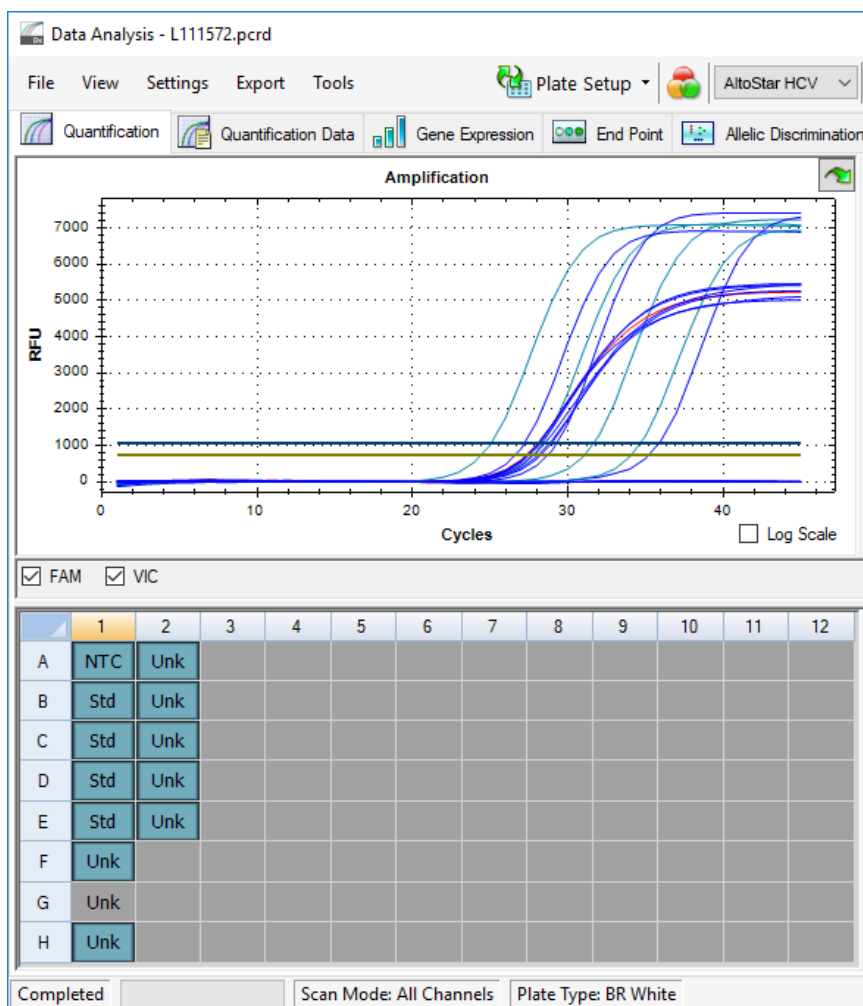 Data Analysis - L111572.pcrd
File View Settings Export Tools Plate Setup AltoStar HCV
Quantification Quantification Data Gene Expression End Point Allelic Discrimination
Amplification
7000
6000
5000
4000
3000
2000
1000
0
RFU
0 10 20 30 40
Cycles
Log Scale
FAM VIC
1 2 3 4 5 6 7 8 9 10 11 12
A NTC Unk
B Std Unk
C Std Unk
D Std Unk
E Std Unk
F Unk
G Unk
H Unk
Completed Scan Mode: All Channels Plate Type: BR White